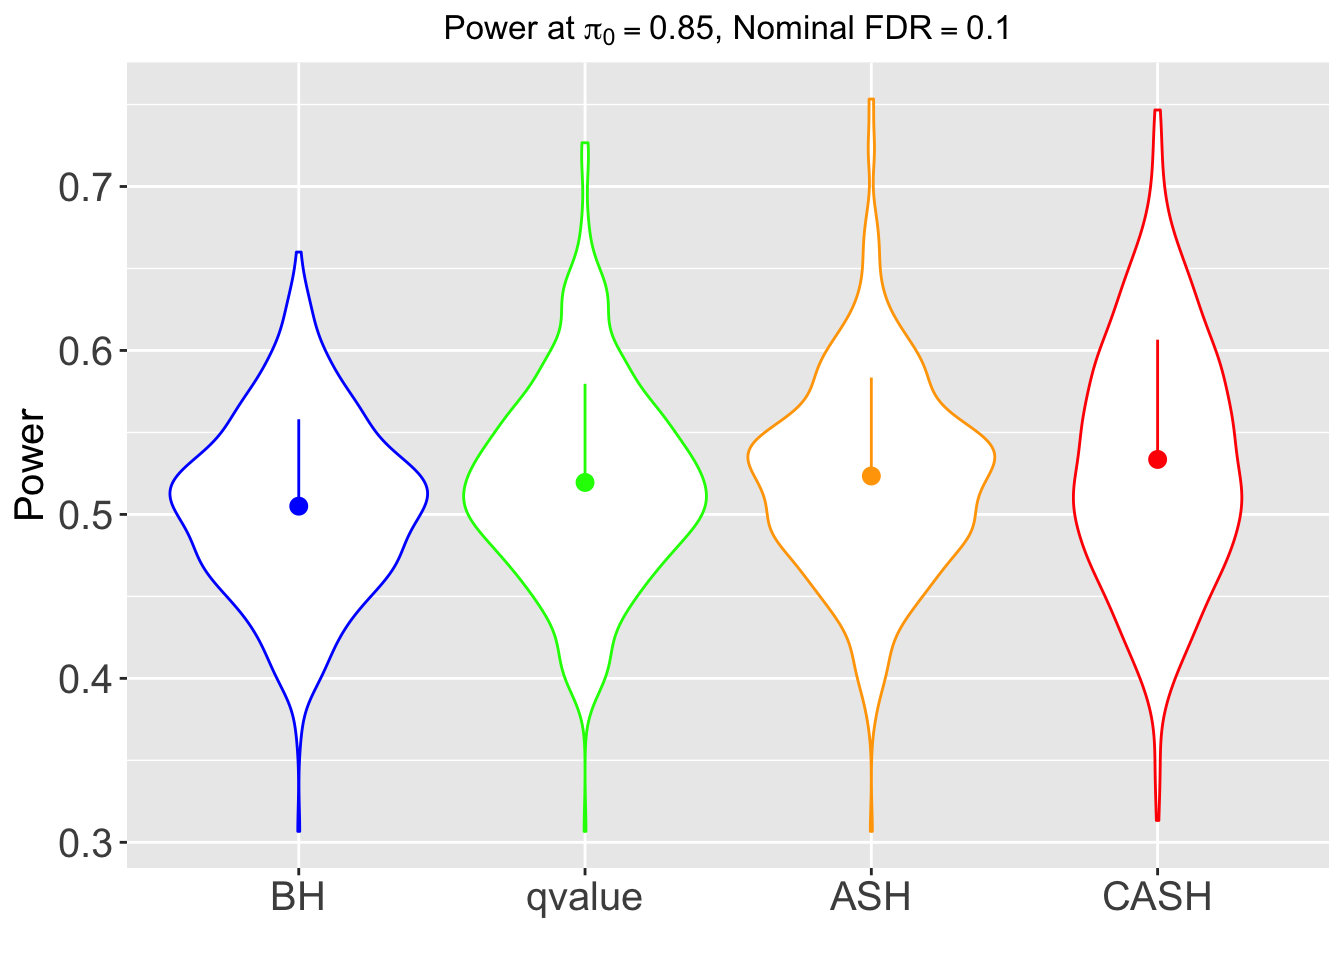 Power at π₀ = 0.85, Nominal FDR = 0.1
Power
0.7
0.6
0.5
0.4
0.3
BH qvalue ASH CASH